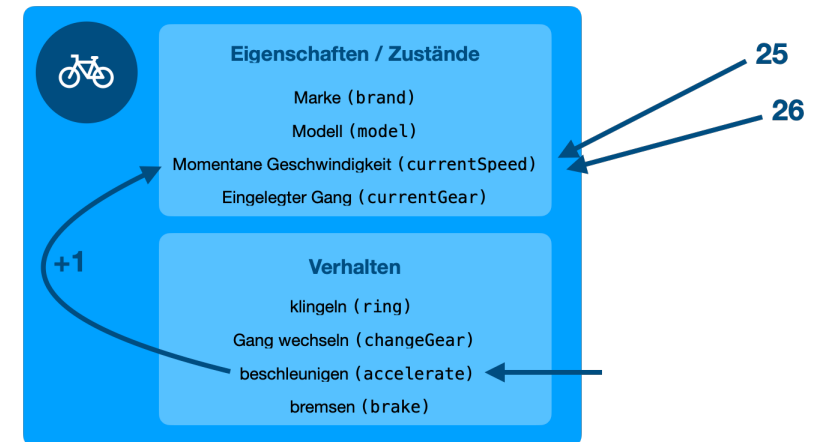 Eigenschaften / Zustände
25
Marke (brand)
26
Modell (model)
Momentane Geschwindigkeit (currentSpeed)
Eingelegter Gang (currentGear)
+1
Verhalten
klingeln (ring)
Gang wechseln (changeGear)
beschleunigen (accelerate)
bremsen (brake)